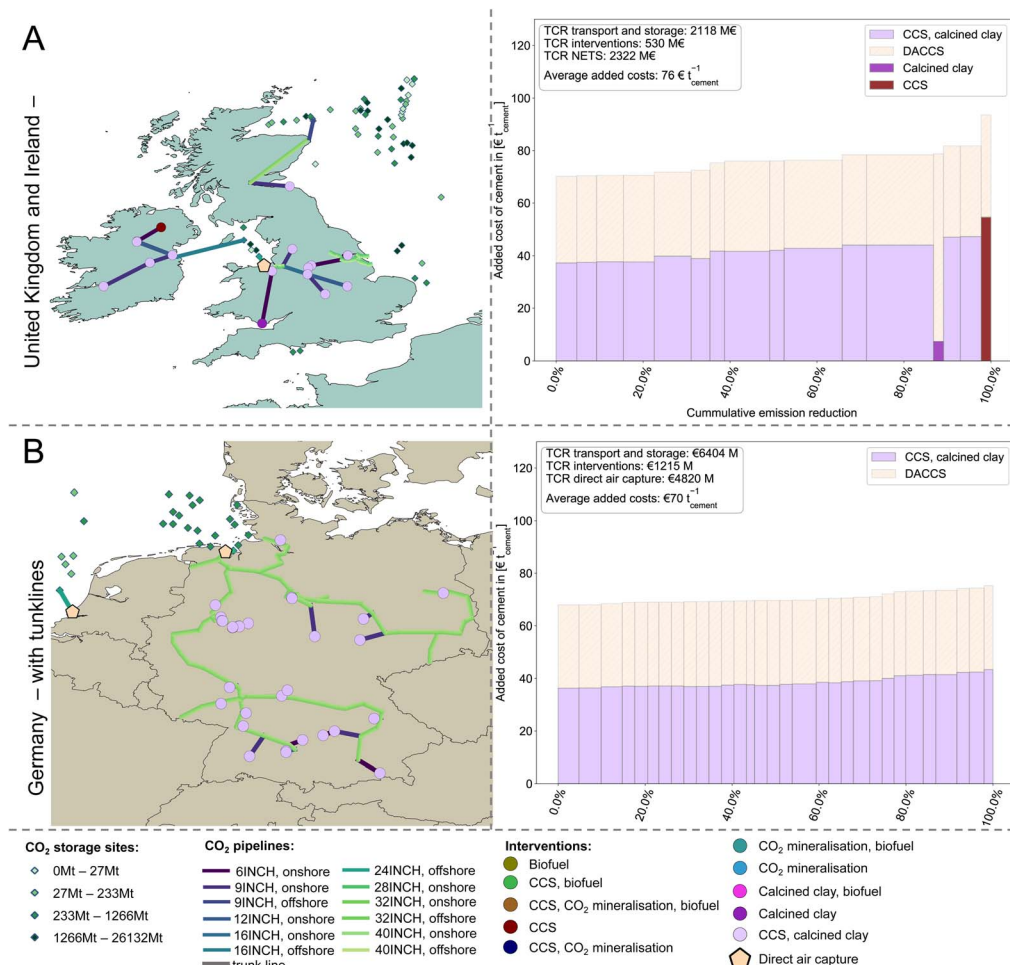 A
United Kingdom and Ireland –
TCR transport and storage: 2118 M€
TCR interventions: 530 M€
TCR NETS: 2322 M€
Average added costs: 76 € t⁻¹cement
CCS, calcined clay
DACCS
Calcined clay
CCS
Added cost of cement in [€ t⁻¹cement]
120
100
80
60
40
20
0
0.0%
20.0%
40.0%
60.0%
80.0%
100.0%
Cummulative emission reduction
B
Germany – with tunklines
TCR transport and storage: €6404 M
TCR interventions: €1215 M
TCR direct air capture: €4820 M
Average added costs: €70 t⁻¹cement
CCS, calcined clay
DACCS
Added cost of cement in [€ t⁻¹cement]
120
100
80
60
40
20
0
0.0%
20.0%
40.0%
60.0%
80.0%
100.0%
CO₂ storage sites:
0Mt – 27Mt
27Mt – 233Mt
233Mt – 1266Mt
1266Mt – 26132Mt
CO₂ pipelines:
6INCH, onshore
9INCH, onshore
9INCH, offshore
12INCH, onshore
16INCH, onshore
16INCH, offshore
trunk line
24INCH, offshore
28INCH, onshore
32INCH, onshore
32INCH, offshore
40INCH, onshore
40INCH, offshore
Interventions:
Biofuel
CCS, biofuel
CCS, CO₂ mineralisation, biofuel
CCS
CCS, CO₂ mineralisation
CO₂ mineralisation, biofuel
CO₂ mineralisation
Calcined clay, biofuel
Calcined clay
CCS, calcined clay
Direct air capture